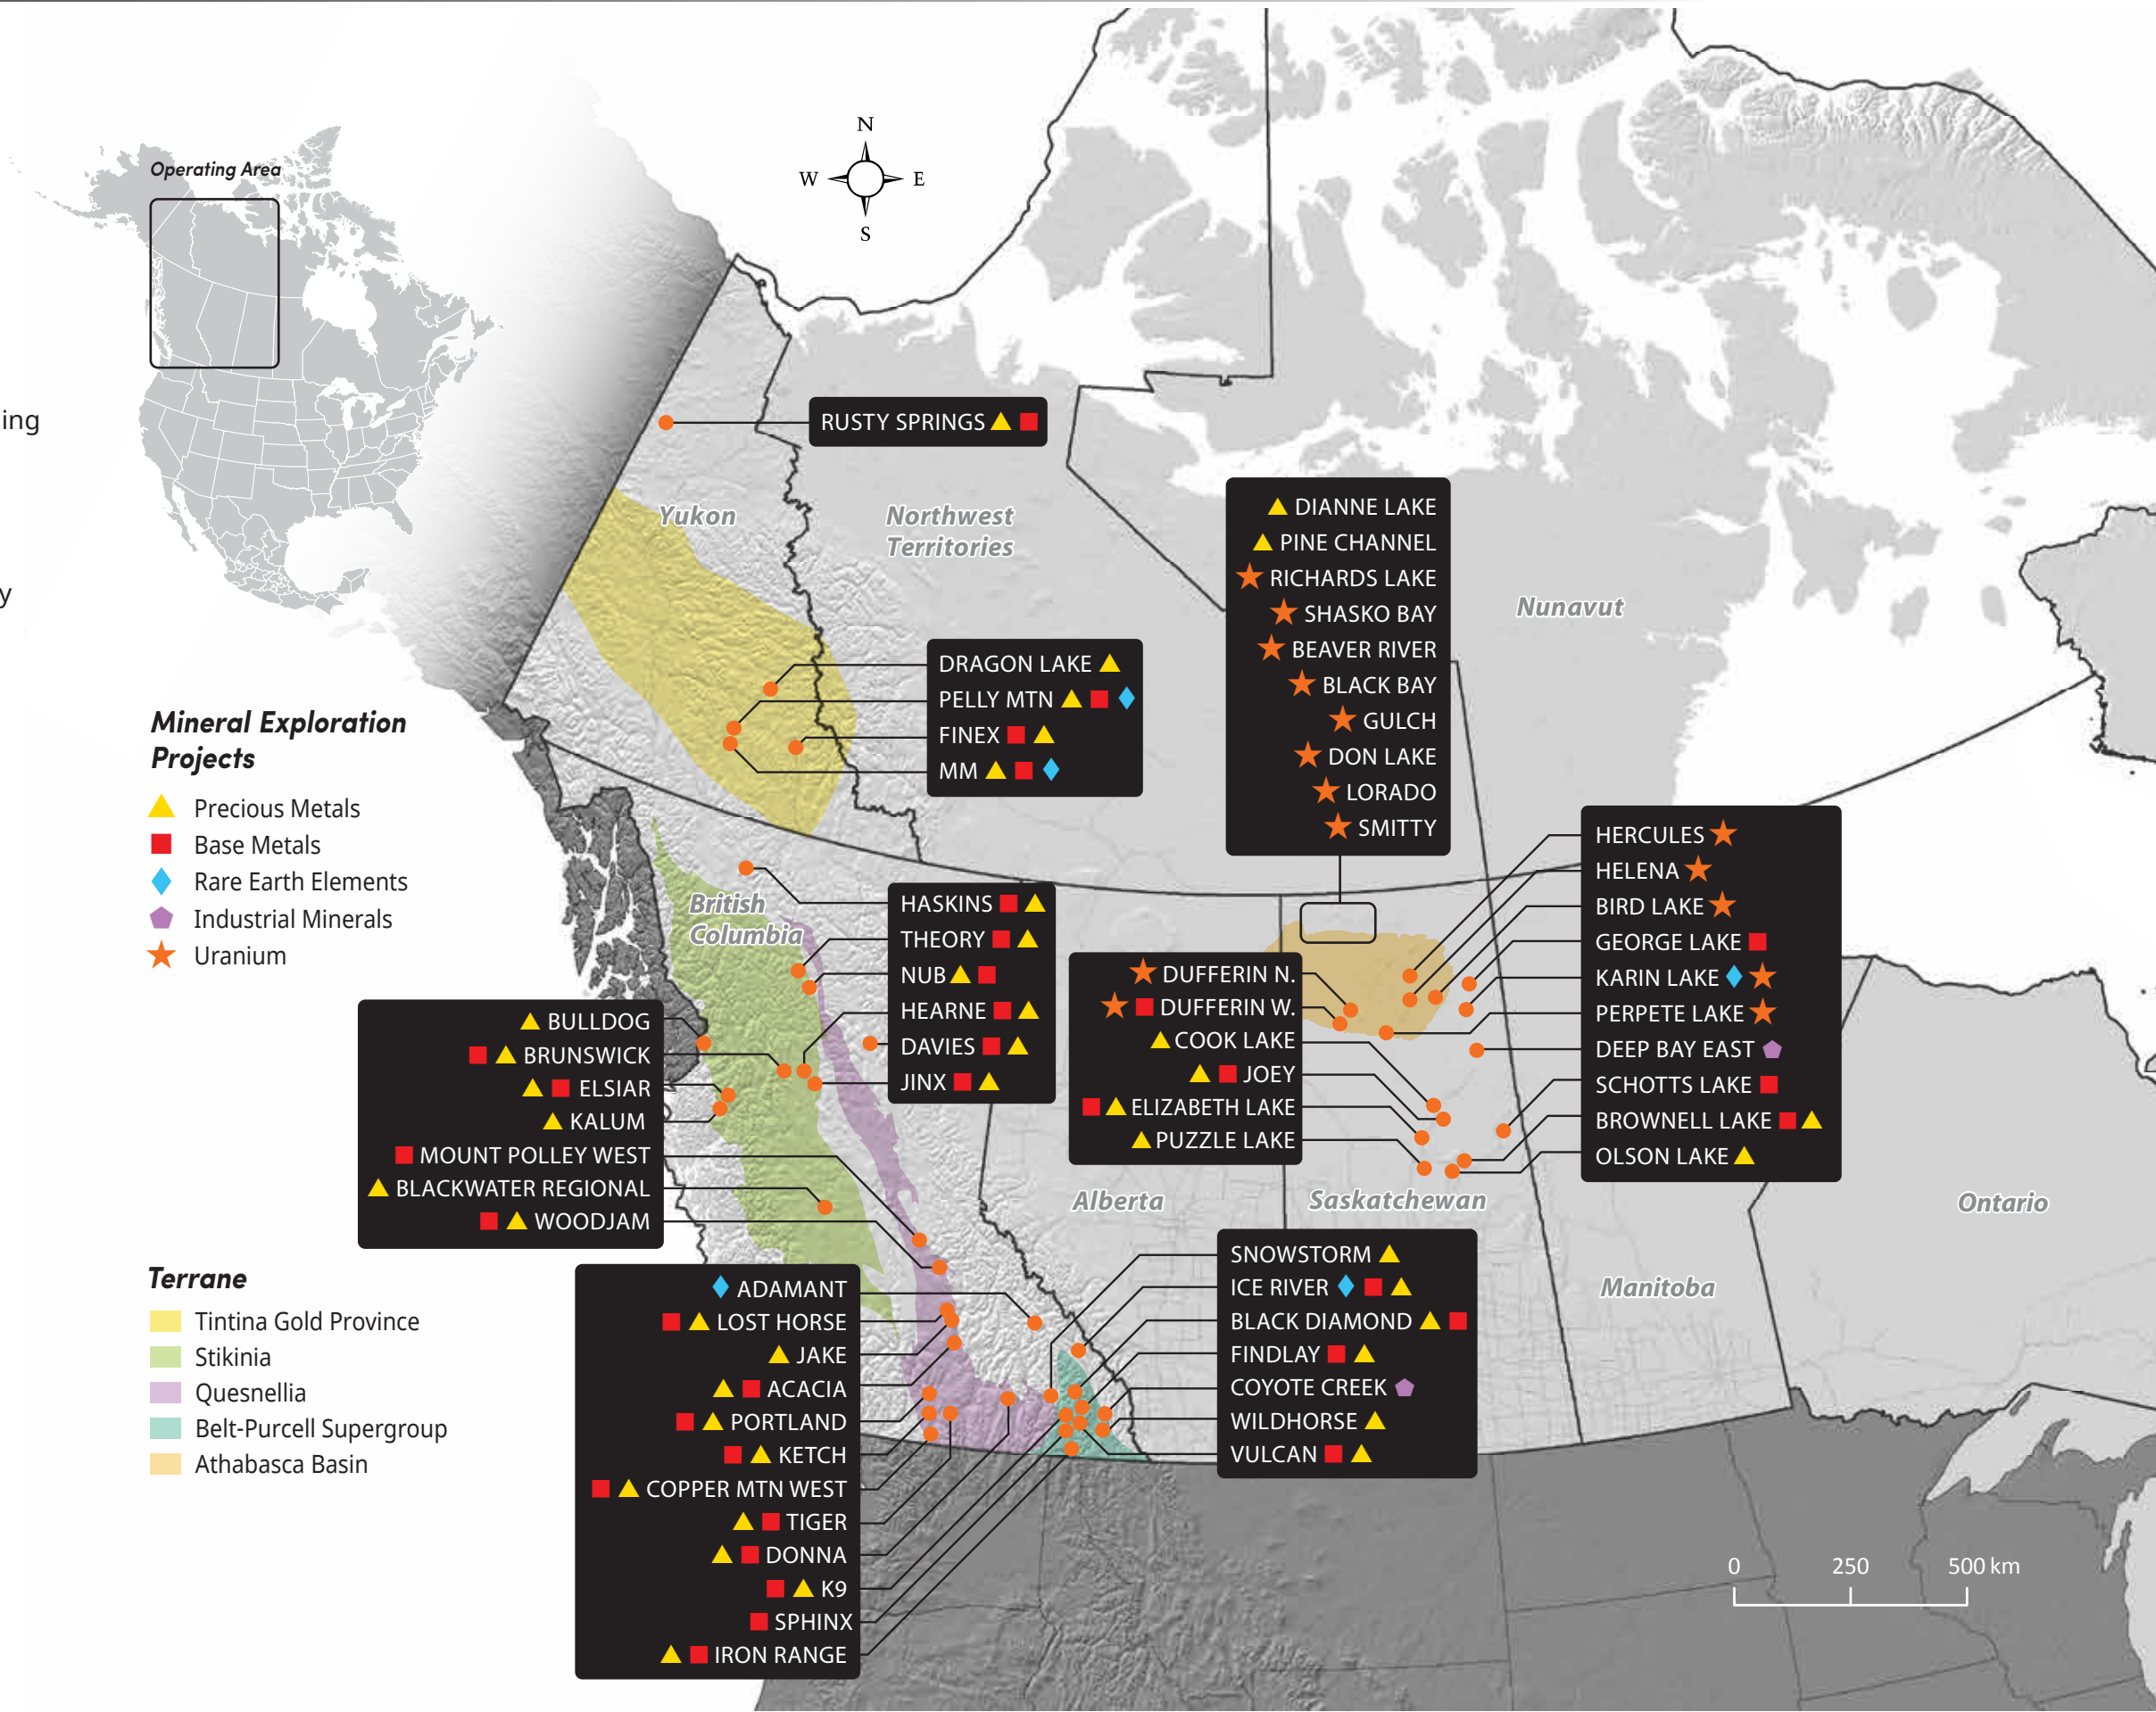 N
W E
S
Operating Area
ing
y
RUSTY SPRINGS
Yukon
Northwest
Territories
Nunavut
DIANNE LAKE
PINE CHANNEL
RICHARDS LAKE
SHASKO BAY
BEAVER RIVER
BLACK BAY
GULCH
DON LAKE
LORADO
SMITTY
DRAGON LAKE
PELLY MTN
FINEX
MM
Mineral Exploration
Projects
Precious Metals
Base Metals
Rare Earth Elements
Industrial Minerals
Uranium
British
Columbia
HASKINS
THEORY
NUB
HEARNE
DAVIES
JINX
HERCULES
HELENA
BIRD LAKE
GEORGE LAKE
KARIN LAKE
PERPETE LAKE
DEEP BAY EAST
SCHOTTS LAKE
BROWNELL LAKE
OLSON LAKE
DUFFERIN N.
DUFFERIN W.
COOK LAKE
JOEY
ELIZABETH LAKE
PUZZLE LAKE
BULLDOG
BRUNSWICK
ELSIAR
KALUM
MOUNT POLLEY WEST
BLACKWATER REGIONAL
WOODJAM
Alberta
Saskatchewan
Manitoba
Ontario
Terrane
Tintina Gold Province
Stikinia
Quesnellia
Belt-Purcell Supergroup
Athabasca Basin
ADAMANT
LOST HORSE
JAKE
ACACIA
PORTLAND
KETCH
COPPER MTN WEST
TIGER
DONNA
K9
SPHINX
IRON RANGE
SNOWSTORM
ICE RIVER
BLACK DIAMOND
FINDLAY
COYOTE CREEK
WILDHORSE
VULCAN
0 250 500 km